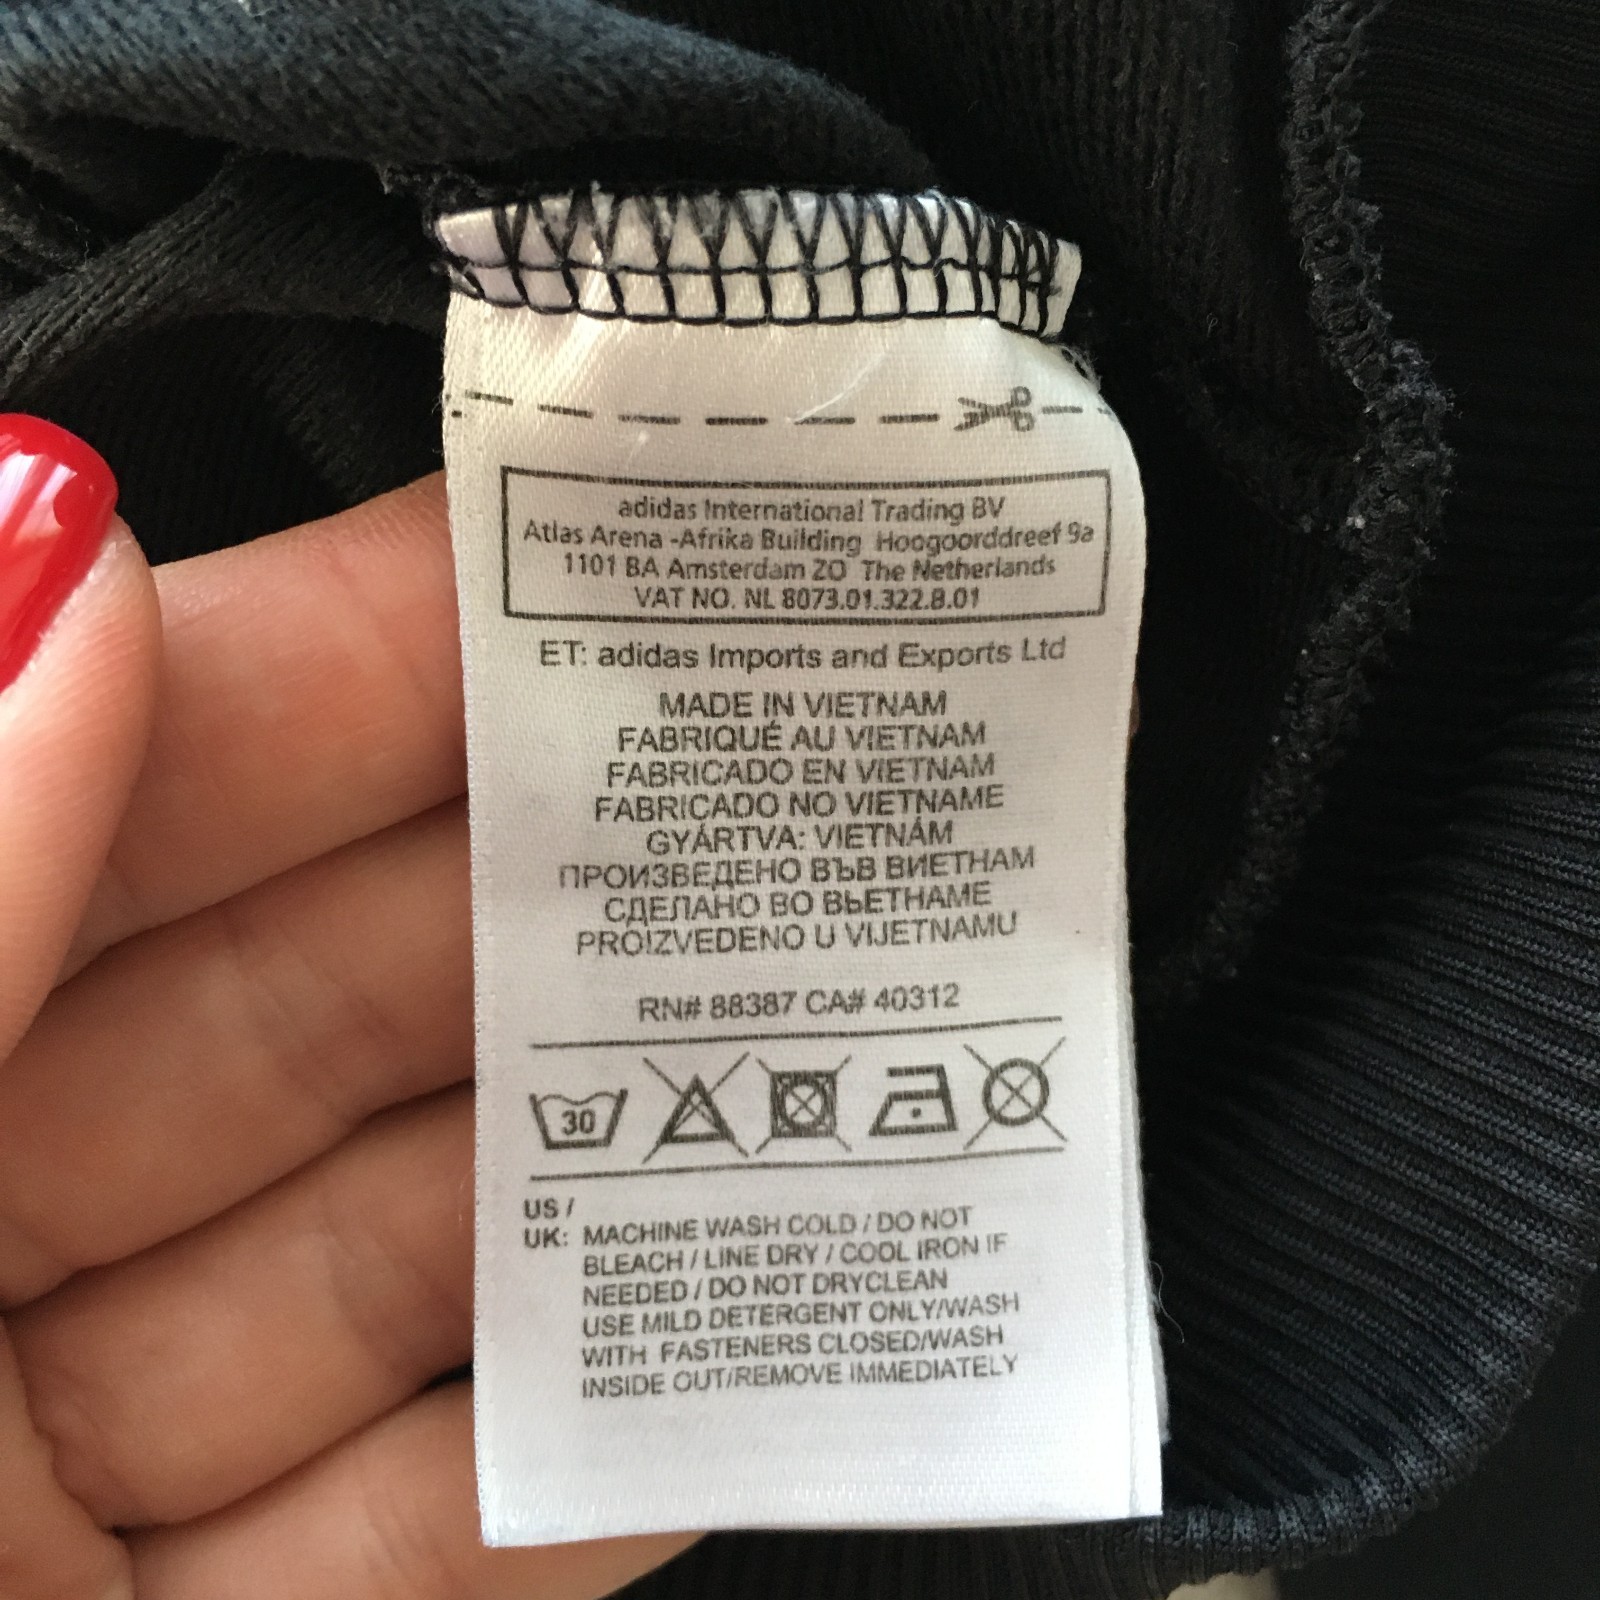 adidas International Trading BV
Atlas Arena -Afrika Building Hoogoorddreef 9a
1101 BA Amsterdam ZO The Netherlands
VAT NO. NL 8073.01.322.B.01
ET: adidas Imports and Exports Ltd
MADE IN VIETNAM
FABRIQUÉ AU VIETNAM
FABRICADO EN VIETNAM
FABRICADO NO VIETNAME
GYÁRTVA: VIETNÁM
ПРОИЗВЕДЕНО ВЪВ ВИЕТНАМ
СДЕЛАНО ВО ВЬЕТНАМЕ
PROIZVEDENO U VIJETNAMU
RN# 88387 CA# 40312
30
US /
UK: MACHINE WASH COLD / DO NOT
BLEACH / LINE DRY / COOL IRON IF
NEEDED / DO NOT DRYCLEAN
USE MILD DETERGENT ONLY/WASH
WITH FASTENERS CLOSED/WASH
INSIDE OUT/REMOVE IMMEDIATELY